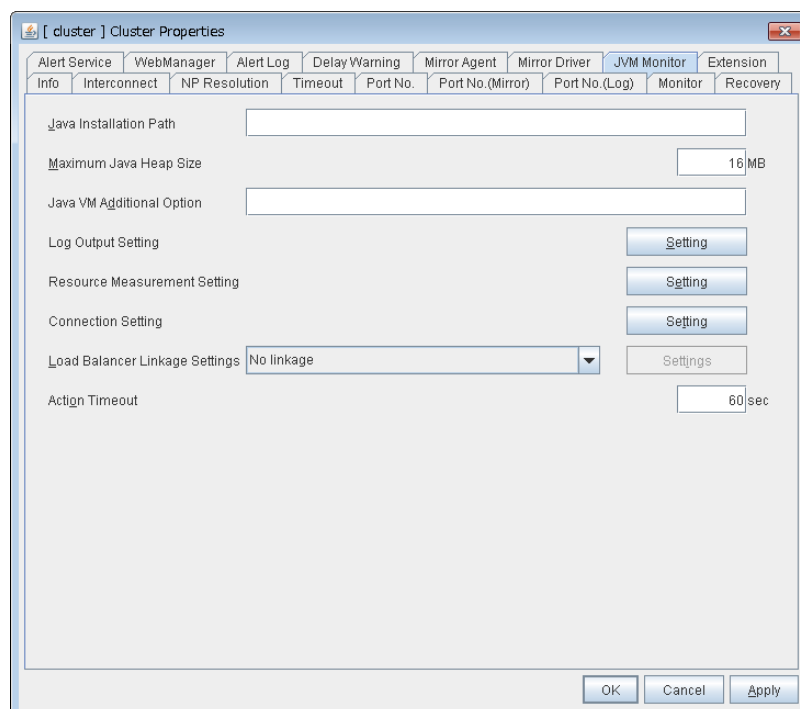 [ cluster ] Cluster Properties
Alert Service WebManager Alert Log Delay Warning Mirror Agent Mirror Driver JVM Monitor Extension
Info Interconnect NP Resolution Timeout Port No. Port No.(Mirror) Port No.(Log) Monitor Recovery
Java Installation Path
Maximum Java Heap Size 16 MB
Java VM Additional Option
Log Output Setting Setting
Resource Measurement Setting Setting
Connection Setting Setting
Load Balancer Linkage Settings No linkage Settings
Action Timeout 60 sec
OK Cancel Apply